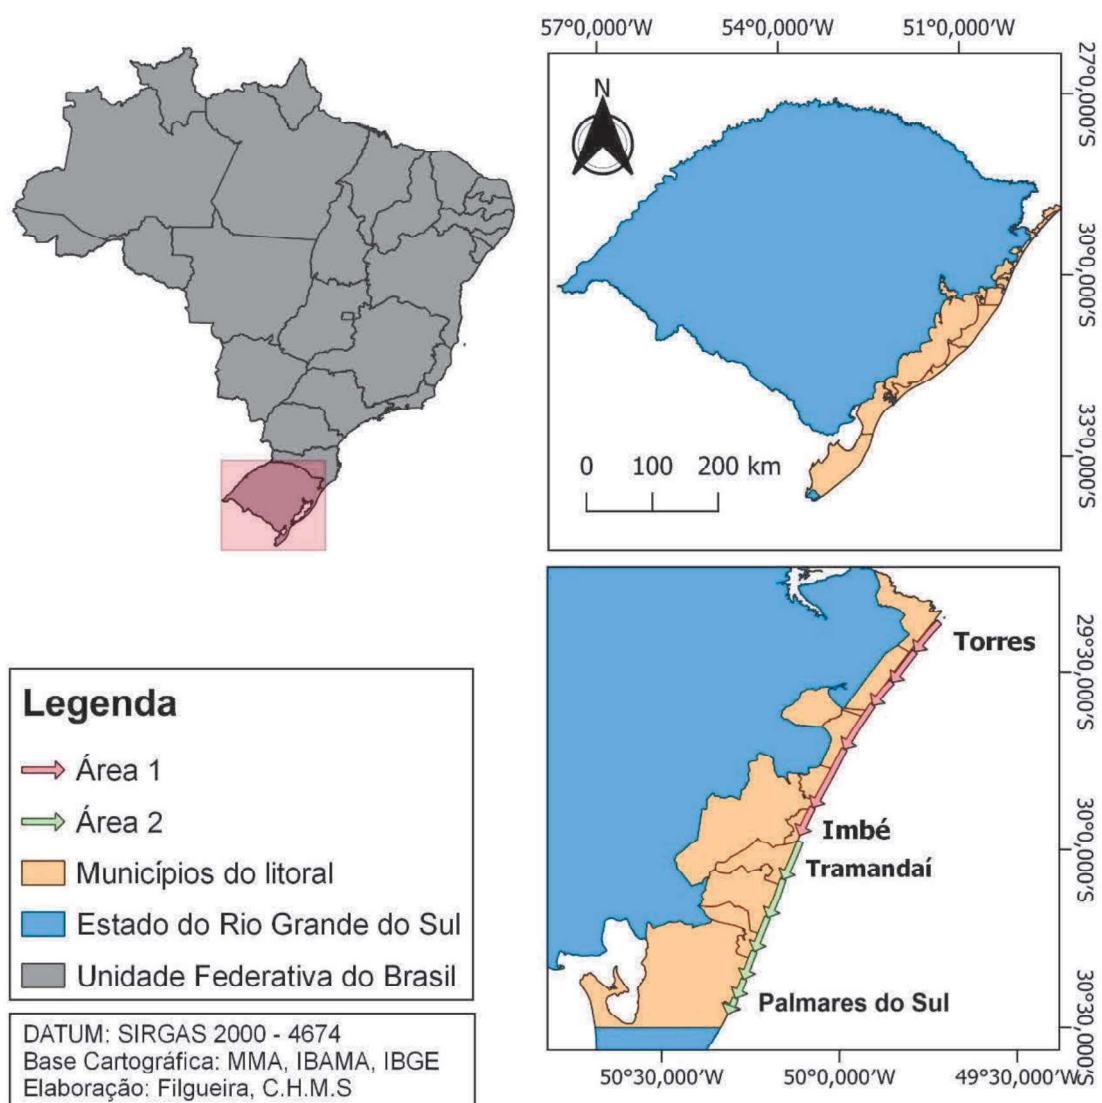 57°0,000'W 54°0,000'W 51°0,000'W
27°0,000'S
N
30°0,000'S
33°0,000'S
0 100 200 km
Torres
29°30,000'S
Imbé
30°0,000'S
Tramandaí
Palmares do Sul
30°30,000'S
50°30,000'W 50°0,000'W 49°30,000'W
Legenda
Área 1
Área 2
Municípios do litoral
Estado do Rio Grande do Sul
Unidade Federativa do Brasil
DATUM: SIRGAS 2000 - 4674
Base Cartográfica: MMA, IBAMA, IBGE
Elaboração: Filgueira, C.H.M.S